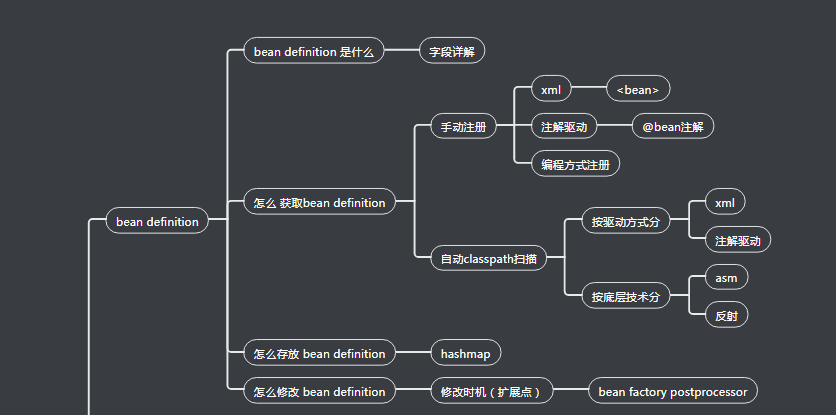 bean definition
bean definition 是什么
字段详解
怎么 获取bean definition
手动注册
xml
<bean>
注解驱动
@bean注解
编程方式注册
自动classpath扫描
按驱动方式分
xml
注解驱动
按底层技术分
asm
反射
怎么存放 bean definition
hashmap
怎么修改 bean definition
修改时机（扩展点）
bean factory postprocessor